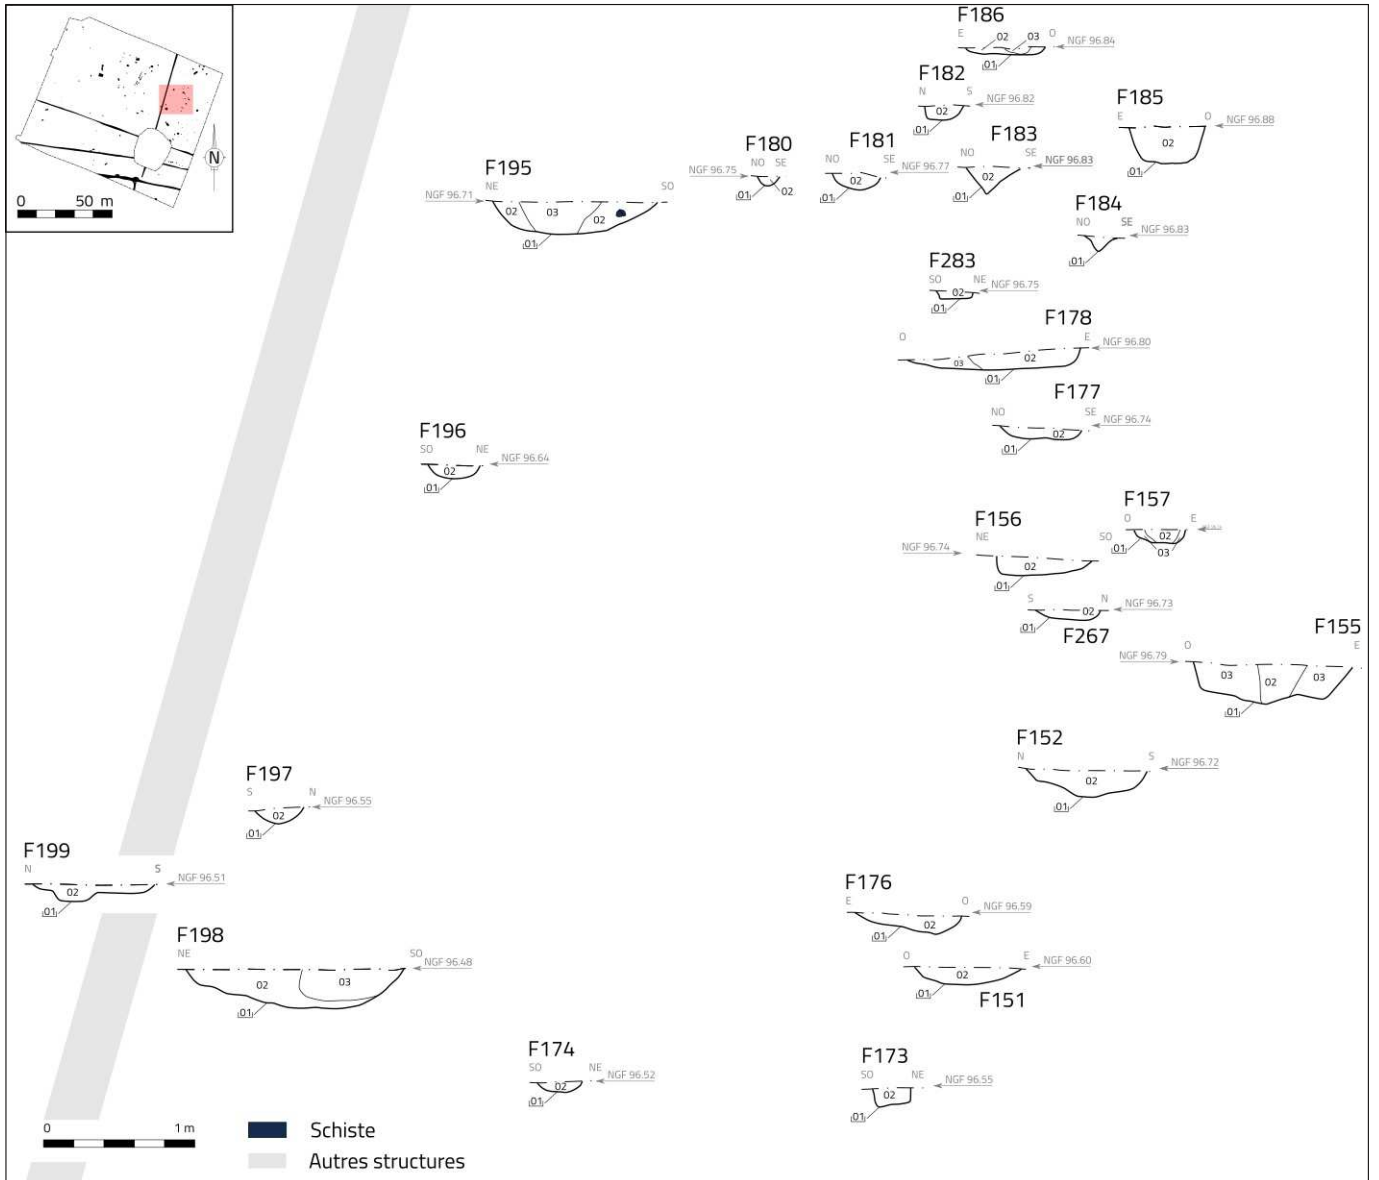 N
0 50 m
F186
E O
02 03
NGF 96.84
01
F182
N S
NGF 96.82
02
01
F185
E O
NGF 96.88
02
01
F180
NO SE
NGF 96.75
01 02
F181
NO SE
NGF 96.77
02
01
F183
NO SE
NGF 96.83
02
01
F195
NE SO
NGF 96.71
02 03 02
01
F184
NO SE
NGF 96.83
01
F283
SO NE
NGF 96.75
02
01
F178
O E
NGF 96.80
03 02
01
F177
NO SE
NGF 96.74
02
01
F196
SO NE
NGF 96.64
02
01
F157
O E
02
01 03
F156
NE SO
NGF 96.74
02
01
S N
NGF 96.73
02
01
F267
F155
O E
NGF 96.79
03 02 03
01
F152
N S
NGF 96.72
02
01
F197
S N
NGF 96.55
02
01
F199
N S
NGF 96.51
02
01
F176
E O
NGF 96.59
02
01
F198
NE SO
NGF 96.48
02 03
01
O E
NGF 96.60
02
01
F151
F174
SO NE
NGF 96.52
02
01
F173
SO NE
NGF 96.55
02
01
0 1 m
Schiste
Autres structures